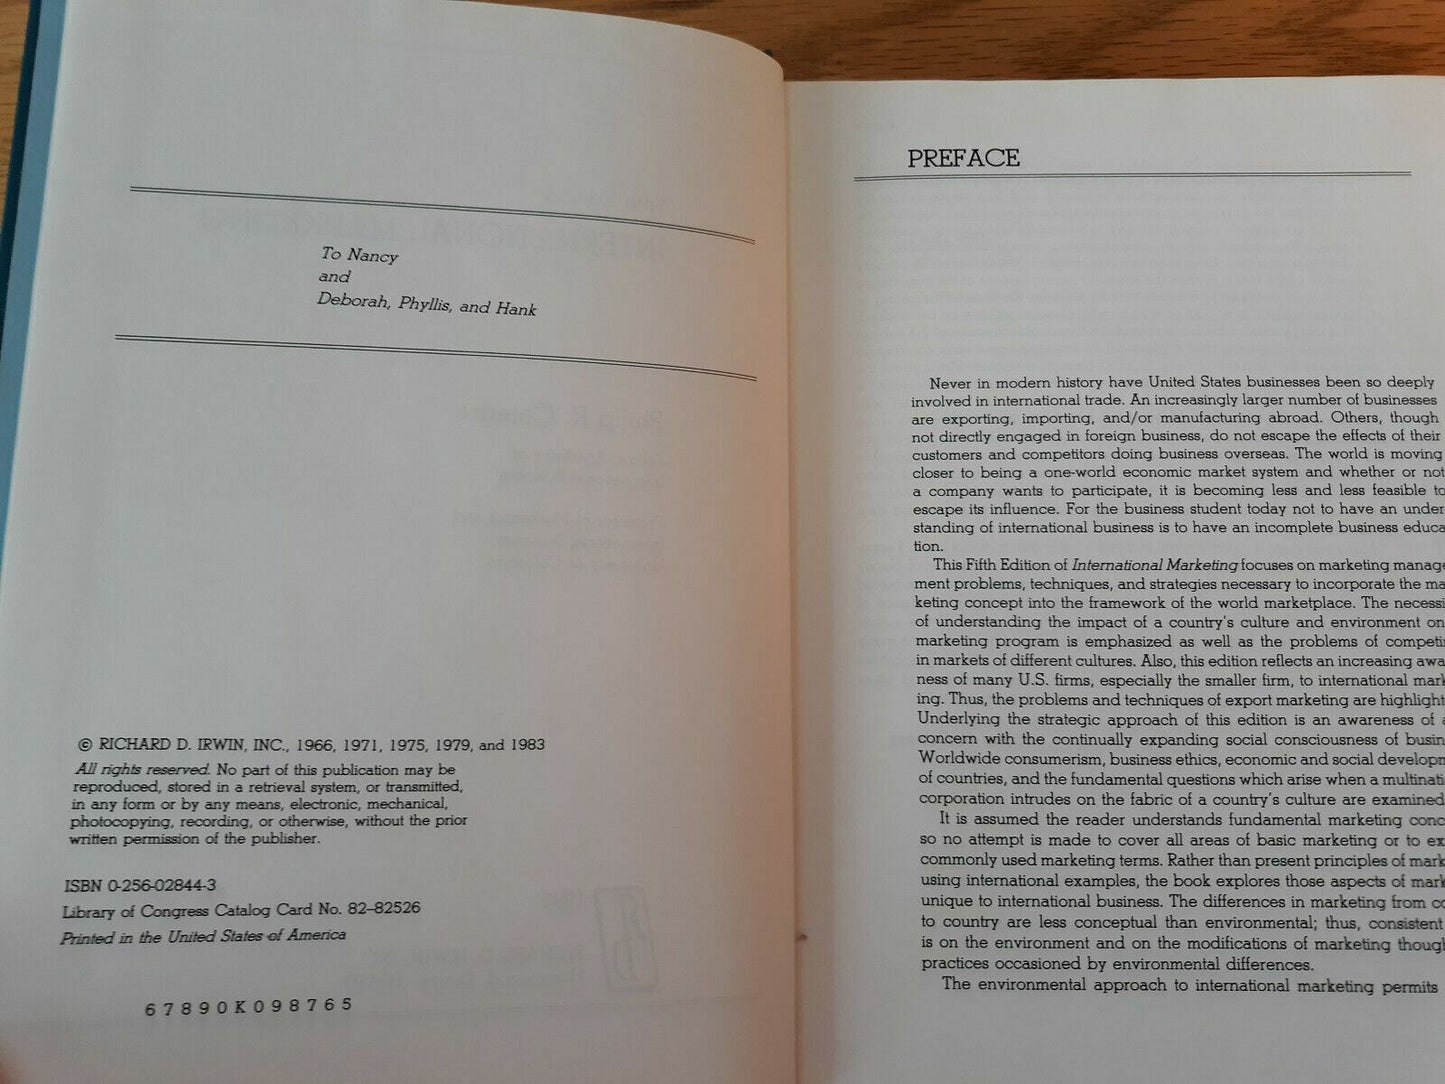 To Nancy
and
Deborah, Phyllis, and Hank
© RICHARD D. IRWIN, INC., 1966, 1971, 1975, 1979, and 1983
All rights reserved. No part of this publication may be
reproduced, stored in a retrieval system, or transmitted,
in any form or by any means, electronic, mechanical,
photocopying, recording, or otherwise, without the prior
written permission of the publisher.
ISBN 0-256-02844-3
Library of Congress Catalog Card No. 82–82526
Printed in the United States of America
6 7 8 9 0 K 0 9 8 7 6 5
PREFACE
Never in modern history have United States businesses been so deeply
involved in international trade. An increasingly larger number of businesses
are exporting, importing, and/or manufacturing abroad. Others, though
not directly engaged in foreign business, do not escape the effects of their
customers and competitors doing business overseas. The world is moving
closer to being a one-world economic market system and whether or not
a company wants to participate, it is becoming less and less feasible to
escape its influence. For the business student today not to have an under
standing of international business is to have an incomplete business educa
tion.
This Fifth Edition of International Marketing focuses on marketing manage
ment problems, techniques, and strategies necessary to incorporate the ma
keting concept into the framework of the world marketplace. The necessi
of understanding the impact of a country's culture and environment on
marketing program is emphasized as well as the problems of competi
in markets of different cultures. Also, this edition reflects an increasing awa
ness of many U.S. firms, especially the smaller firm, to international mark
ing. Thus, the problems and techniques of export marketing are highlight
Underlying the strategic approach of this edition is an awareness of a
concern with the continually expanding social consciousness of busin
Worldwide consumerism, business ethics, economic and social developm
of countries, and the fundamental questions which arise when a multinati
corporation intrudes on the fabric of a country's culture are examined
It is assumed the reader understands fundamental marketing conc
so no attempt is made to cover all areas of basic marketing or to ex
commonly used marketing terms. Rather than present principles of mark
using international examples, the book explores those aspects of mark
unique to international business. The differences in marketing from co
to country are less conceptual than environmental; thus, consistent
is on the environment and on the modifications of marketing though
practices occasioned by environmental differences.
The environmental approach to international marketing permits